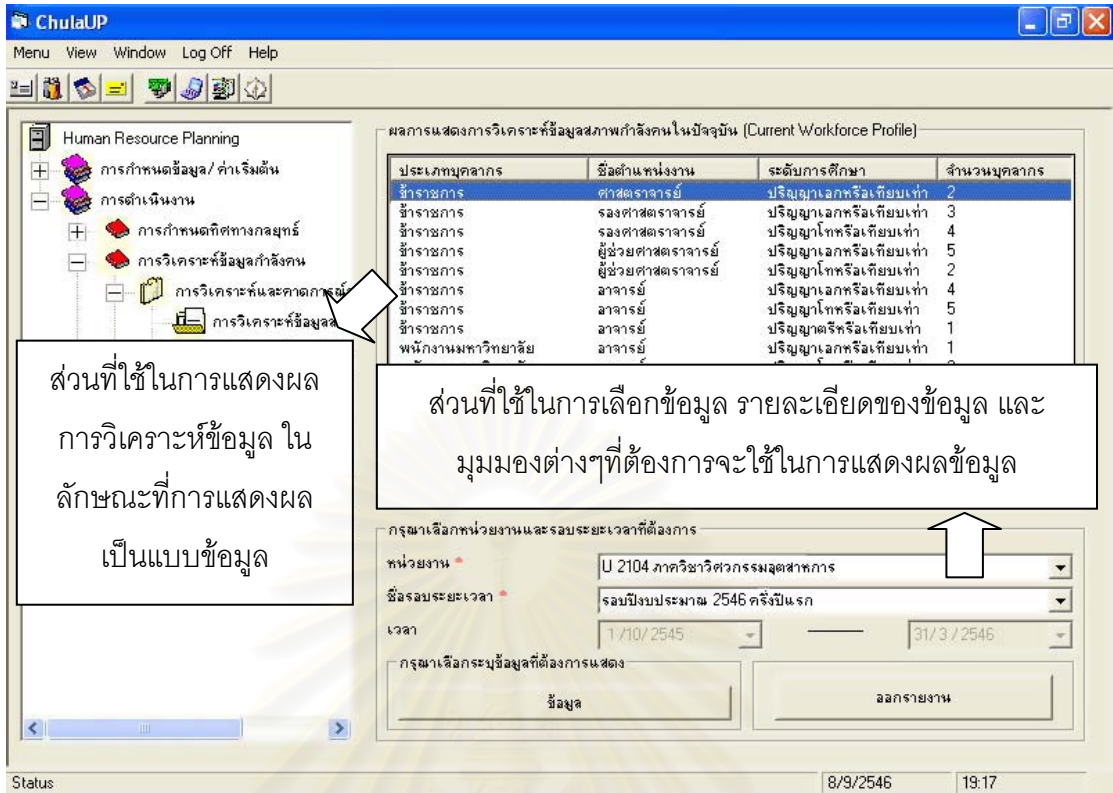 ChulaUP
Menu View Window Log Off Help
Human Resource Planning
การกำหนดข้อมูล/ ค่าเริ่มต้น
การดำเนินงาน
การกำหนดทิศทางกลยุทธ์
การวิเคราะห์ข้อมูลกำลังคน
การวิเคราะห์และคาดการณ์
การวิเคราะห์ข้อมูลส
ส่วนที่ใช้ในการแสดงผล
การวิเคราะห์ข้อมูล ใน
ลักษณะที่การแสดงผล
เป็นแบบข้อมูล
ผลการแสดงการวิเคราะห์ข้อมูลสภาพกำลังคนในปัจจุบัน (Current Workforce Profile)
ประเภทบุคลากร ชื่อตำแหน่งงาน ระดับการศึกษา จำนวนบุคลากร
ข้าราชการ ศาสตราจารย์ ปริญญาเอกหรือเทียบเท่า 2
ข้าราชการ รองศาสตราจารย์ ปริญญาเอกหรือเทียบเท่า 3
ข้าราชการ รองศาสตราจารย์ ปริญญาโทหรือเทียบเท่า 4
ข้าราชการ ผู้ช่วยศาสตราจารย์ ปริญญาเอกหรือเทียบเท่า 5
ข้าราชการ ผู้ช่วยศาสตราจารย์ ปริญญาโทหรือเทียบเท่า 2
ข้าราชการ อาจารย์ ปริญญาเอกหรือเทียบเท่า 4
ข้าราชการ อาจารย์ ปริญญาโทหรือเทียบเท่า 5
ข้าราชการ อาจารย์ ปริญญาตรีหรือเทียบเท่า 1
พนักงานมหาวิทยาลัย อาจารย์ ปริญญาเอกหรือเทียบเท่า 1
ส่วนที่ใช้ในการเลือกข้อมูล รายละเอียดของข้อมูล และ
มุมมองต่างๆที่ต้องการจะใช้ในการแสดงผลข้อมูล
กรุณาเลือกหน่วยงานและรอบระยะเวลาที่ต้องการ
หน่วยงาน * U 2104 ภาควิชาวิศวกรรมอุตสาหการ
ชื่อรอบระยะเวลา * รอบปีงบประมาณ 2546 ครึ่งปีแรก
เวลา 1 /10/ 2545 31/ 3 / 2546
กรุณาเลือกระบุข้อมูลที่ต้องการแสดง
ข้อมูล ออกรายงาน
Status 8/9/2546 19:17